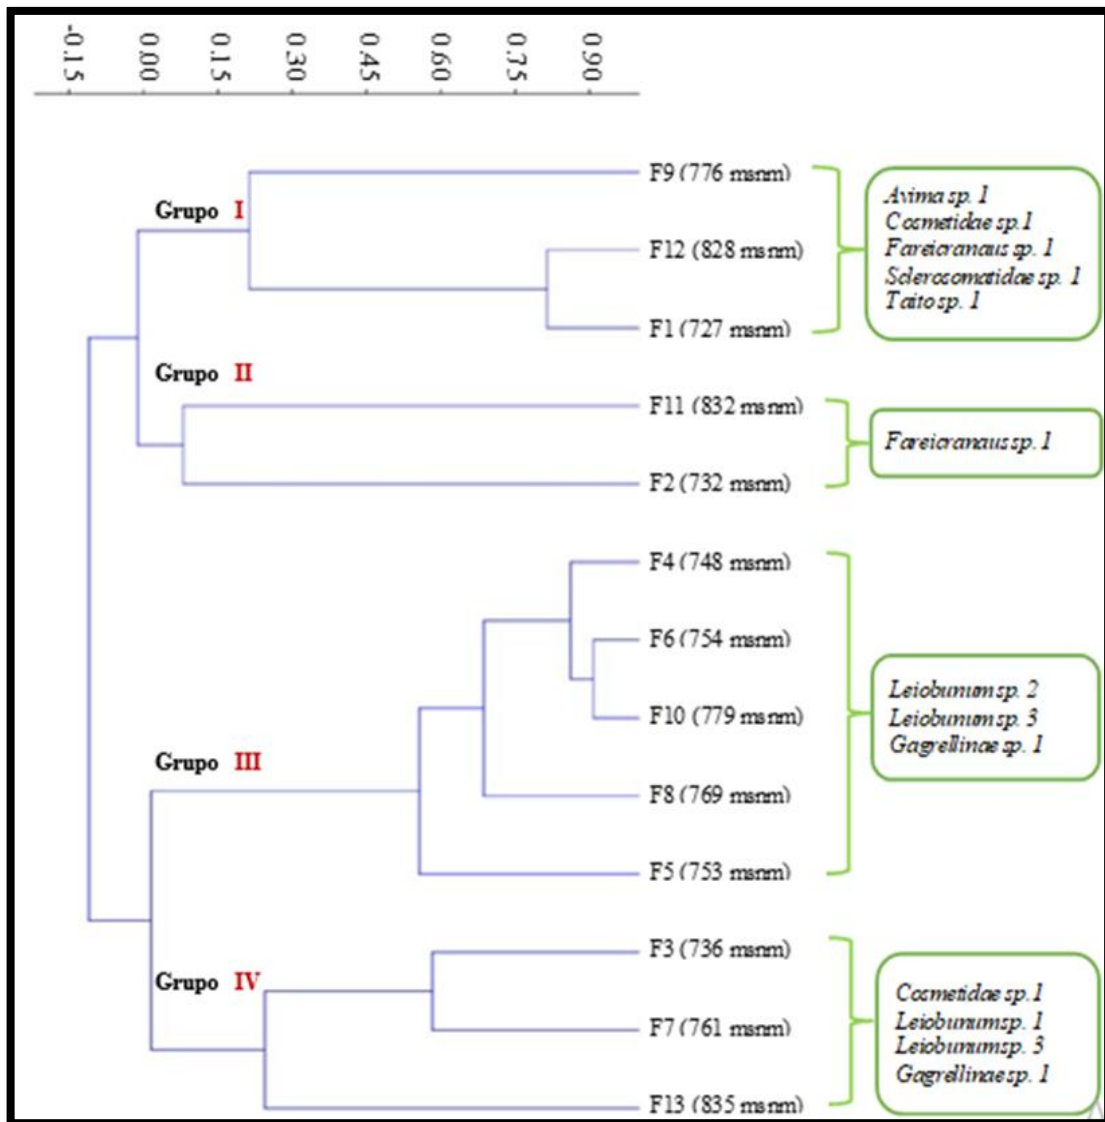 -0.15
0.00
0.15
0.30
0.45
0.60
0.75
0.90
Grupo I
F9 (776 msnm)
F12 (828 msnm)
F1 (727 msnm)
Avima sp. 1
Cosmetidae sp.1
Fareicranaus sp. 1
Sclerosomatidae sp. 1
Taito sp. 1
Grupo II
F11 (832 msnm)
F2 (732 msnm)
Fareicranaus sp. 1
Grupo III
F4 (748 msnm)
F6 (754 msnm)
F10 (779 msnm)
F8 (769 msnm)
F5 (753 msnm)
Leiobunum sp. 2
Leiobunum sp. 3
Gagrellinae sp. 1
Grupo IV
F3 (736 msnm)
F7 (761 msnm)
F13 (835 msnm)
Cosmetidae sp.1
Leiobunum sp. 1
Leiobunum sp. 3
Gagrellinae sp. 1